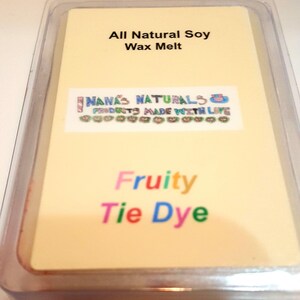 All Natural Soy
Wax Melt
NANA'S NATURALS
PRODUCTS MADE WITH LOVE
Fruity
Tie Dye